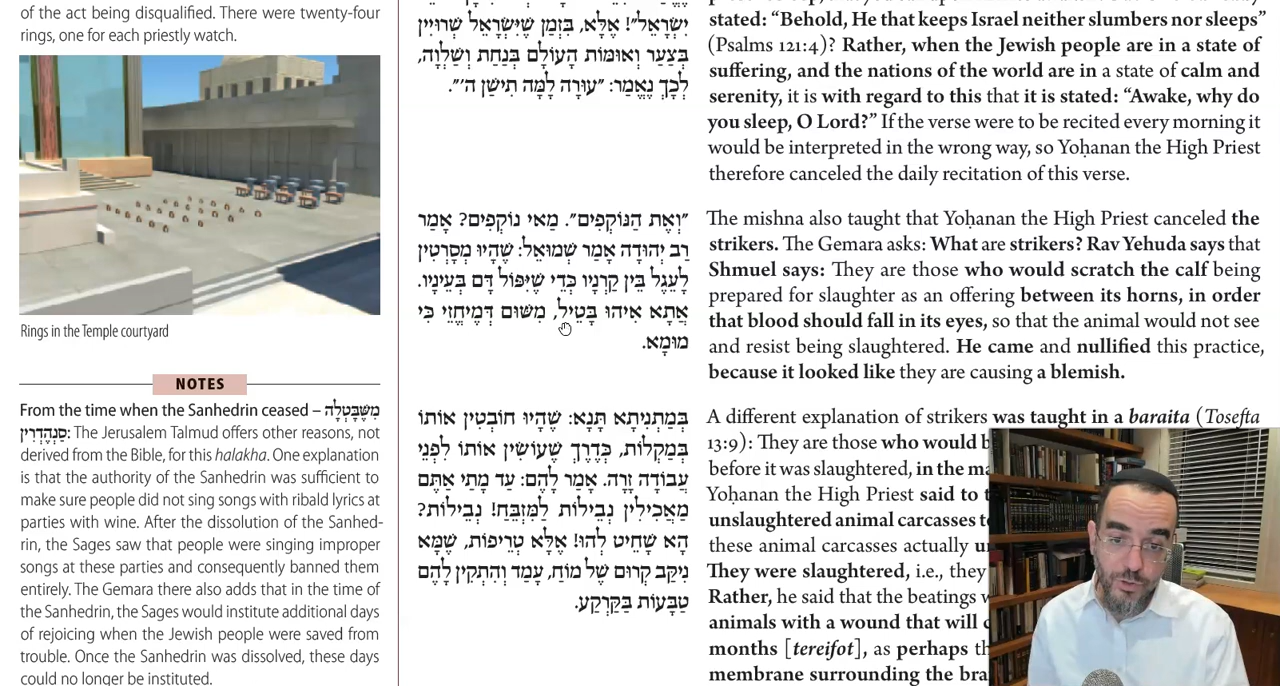 of the act being disqualified. There were twenty-four
rings, one for each priestly watch.
Rings in the Temple courtyard
NOTES
From the time when the Sanhedrin ceased – מִשֶּׁבָּטְלָה
סַנְהֶדְרִין: The Jerusalem Talmud offers other reasons, not
derived from the Bible, for this halakha. One explanation
is that the authority of the Sanhedrin was sufficient to
make sure people did not sing songs with ribald lyrics at
parties with wine. After the dissolution of the Sanhed-
rin, the Sages saw that people were singing improper
songs at these parties and consequently banned them
entirely. The Gemara there also adds that in the time of
the Sanhedrin, the Sages would institute additional days
of rejoicing when the Jewish people were saved from
trouble. Once the Sanhedrin was dissolved, these days
could no longer be instituted.
יִשְׂרָאֵל״! אֶלָּא, בִּזְמַן שֶׁיִּשְׂרָאֵל שְׁרוּיִין
בְּצַעַר וְאוּמּוֹת הָעוֹלָם בְּנַחַת וְשַׁלְוָה,
לְכָךְ נֶאֱמַר: ״עוּרָה לָמָּה תִישַׁן ה׳״.
״וְאֶת הַנּוֹקְפִים״. מַאי נוֹקְפִים? אָמַר
רַב יְהוּדָה אָמַר שְׁמוּאֵל: שֶׁהָיוּ מְסָרְטִין
לָעֵגֶל בֵּין קַרְנָיו כְּדֵי שֶׁיִּפּוֹל דָּם בְּעֵינָיו.
אֲתָא אִיהוּ בָּטֵיל, מִשּׁוּם דְּמֵיחְזֵי כִּי
מוּמָא.
בְּמַתְנִיתָא תָּנָא: שֶׁהָיוּ חוֹבְטִין אוֹתוֹ
בְּמַקְלוֹת, כְּדֶרֶךְ שֶׁעוֹשִׂין אוֹתוֹ לִפְנֵי
עֲבוֹדָה זָרָה. אָמַר לָהֶם: עַד מָתַי אַתֶּם
מַאֲכִילִין נְבֵילוֹת לַמִּזְבֵּחַ! נְבֵילוֹת?
הָא שָׁחֵיט לְהוּ! אֶלָּא טְרֵיפוֹת, שֶׁמָּא
נִיקַּב קְרוּם שֶׁל מוֹחַ, עָמַד וְהִתְקִין לָהֶם
טַבָּעוֹת בַּקַּרְקַע.
stated: “Behold, He that keeps Israel neither slumbers nor sleeps”
(Psalms 121:4)? Rather, when the Jewish people are in a state of
suffering, and the nations of the world are in a state of calm and
serenity, it is with regard to this that it is stated: “Awake, why do
you sleep, O Lord?” If the verse were to be recited every morning it
would be interpreted in the wrong way, so Yoḥanan the High Priest
therefore canceled the daily recitation of this verse.
The mishna also taught that Yoḥanan the High Priest canceled the
strikers. The Gemara asks: What are strikers? Rav Yehuda says that
Shmuel says: They are those who would scratch the calf being
prepared for slaughter as an offering between its horns, in order
that blood should fall in its eyes, so that the animal would not see
and resist being slaughtered. He came and nullified this practice,
because it looked like they are causing a blemish.
A different explanation of strikers was taught in a baraita (Tosefta
13:9): They are those who would b
before it was slaughtered, in the ma
Yoḥanan the High Priest said to t
unslaughtered animal carcasses t
these animal carcasses actually u
They were slaughtered, i.e., they
Rather, he said that the beatings
animals with a wound that will
months [tereifot], as perhaps th
membrane surrounding the bra